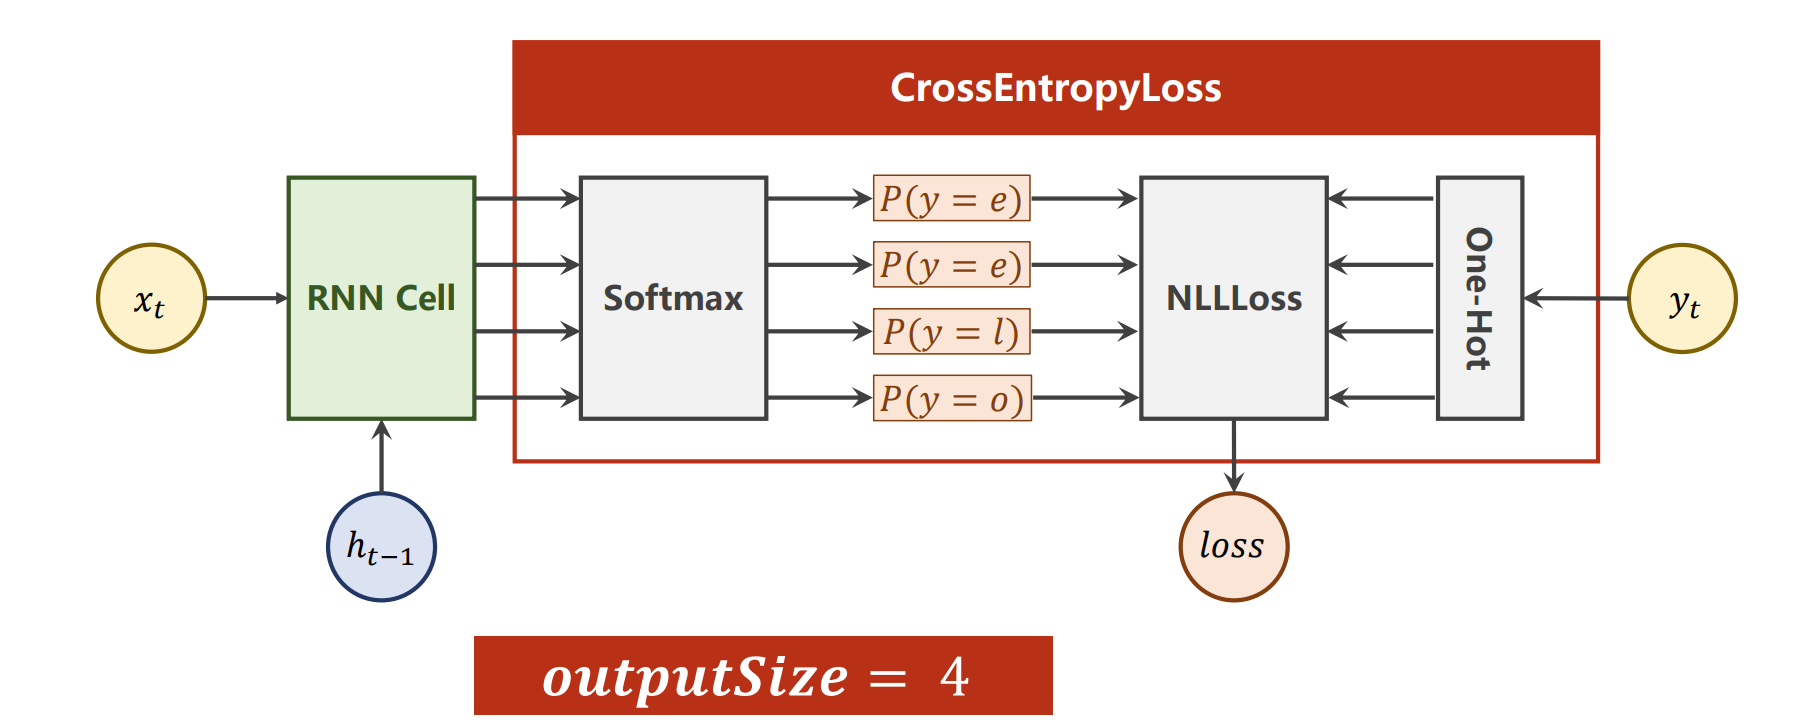 CrossEntropyLoss
x_t
RNN Cell
Softmax
P(y = e)
P(y = e)
P(y = l)
P(y = o)
NLLLoss
One-Hot
y_t
h_{t-1}
loss
outputSize = 4